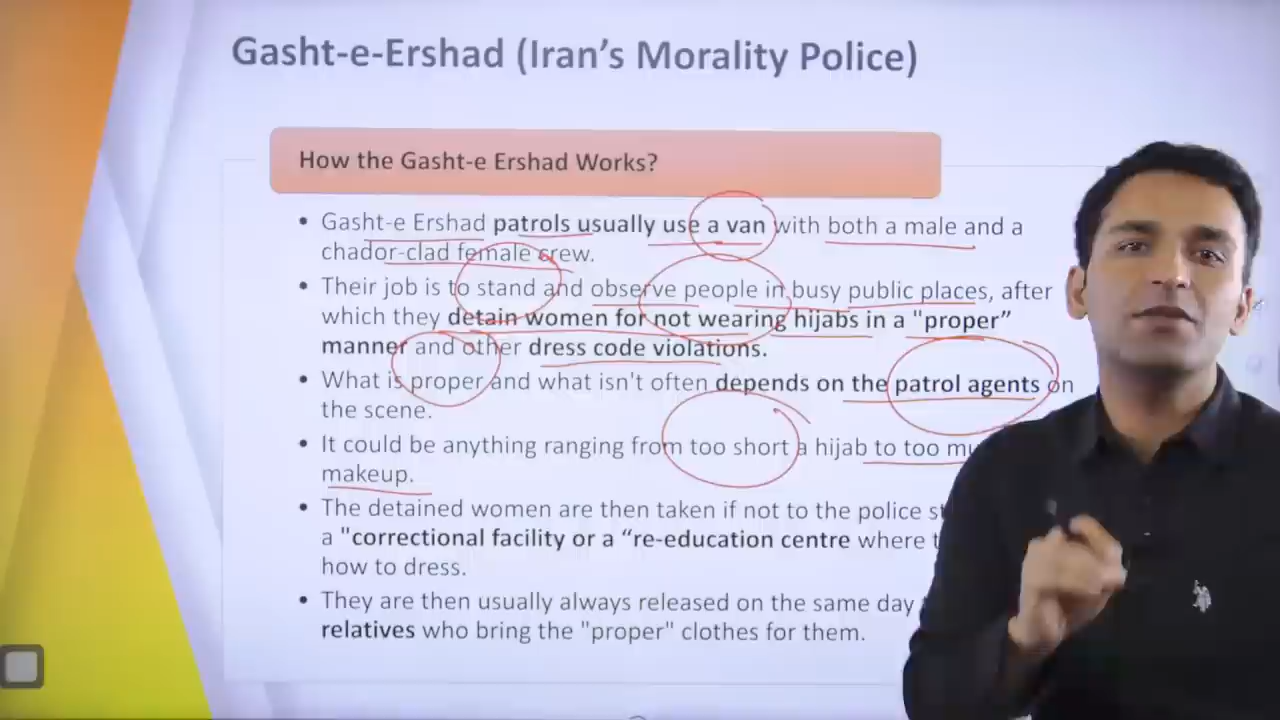 Gasht-e-Ershad (Iran’s Morality Police)
How the Gasht-e Ershad Works?
• Gasht-e Ershad patrols usually use a van with both a male and a
chador-clad female crew.
• Their job is to stand and observe people in busy public places, after
which they detain women for not wearing hijabs in a "proper”
manner and other dress code violations.
• What is proper and what isn't often depends on the patrol agents on
the scene.
• It could be anything ranging from too short a hijab to too
makeup.
• The detained women are then taken if not to the police
a "correctional facility or a “re-education centre where
how to dress.
• They are then usually always released on the same day
relatives who bring the "proper" clothes for them.